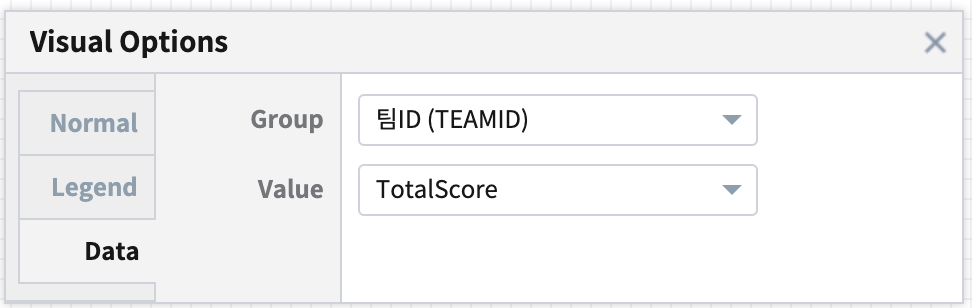 Visual Options
Normal
Legend
Data
Group
팀ID (TEAMID)
Value
TotalScore